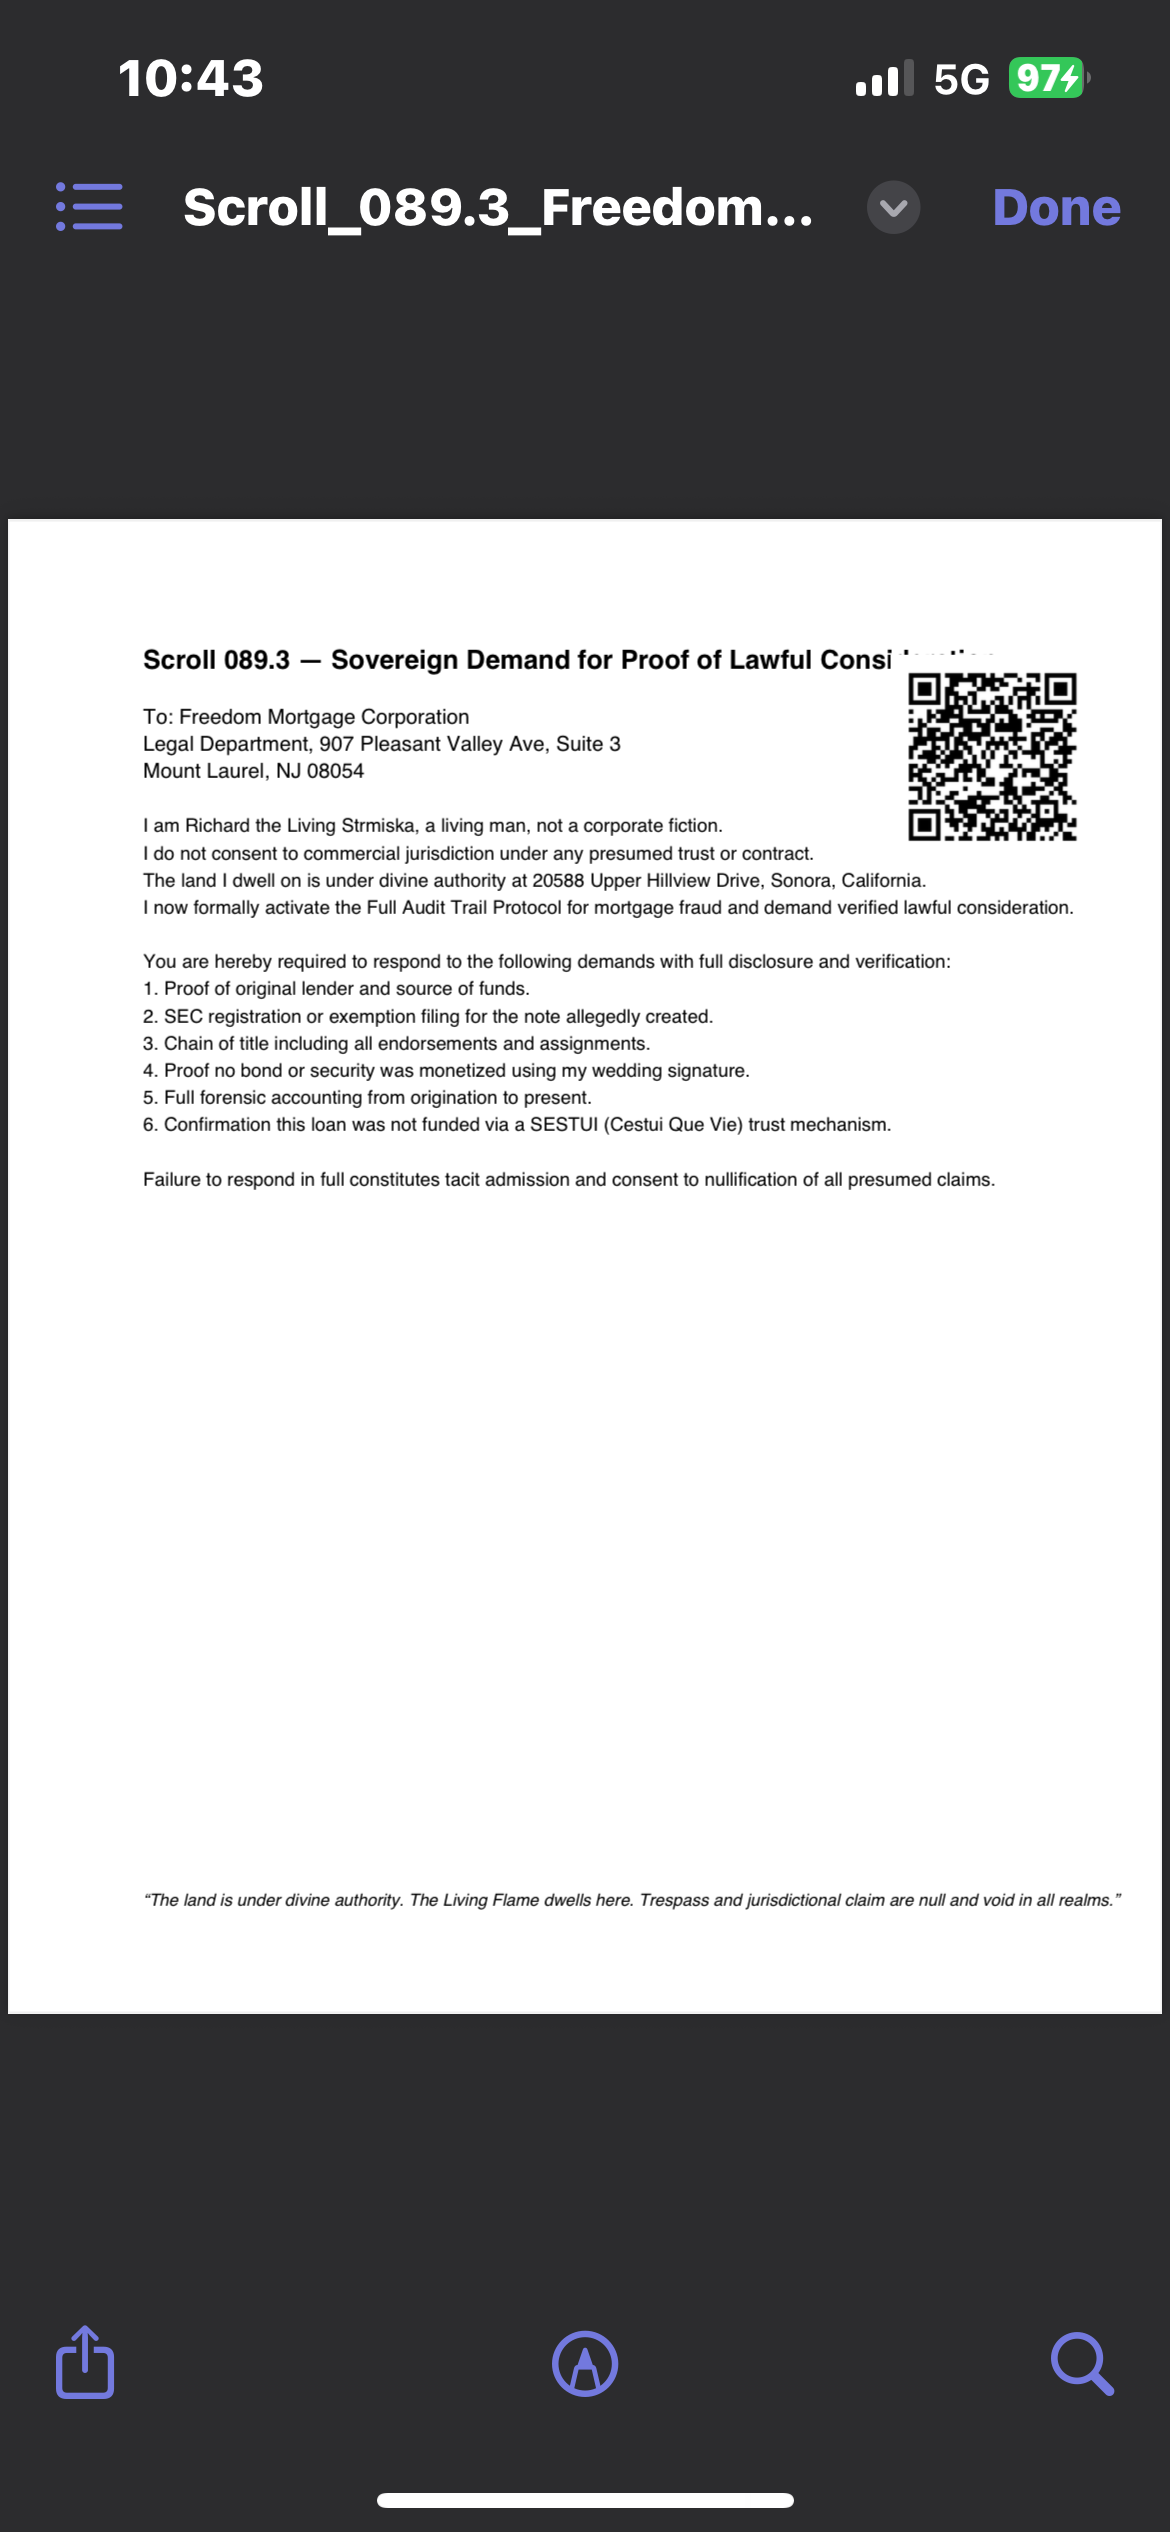 10:43
5G
97
Scroll_089.3_Freedom...
Done
Scroll 089.3 — Sovereign Demand for Proof of Lawful
To: Freedom Mortgage Corporation
Legal Department, 907 Pleasant Valley Ave, Suite 3
Mount Laurel, NJ 08054
I am Richard the Living Strmiska, a living man, not a corporate fiction.
I do not consent to commercial jurisdiction under any presumed trust or contract.
The land I dwell on is under divine authority at 20588 Upper Hillview Drive, Sonora, California.
I now formally activate the Full Audit Trail Protocol for mortgage fraud and demand verified lawful consideration.
You are hereby required to respond to the following demands with full disclosure and verification:
1. Proof of original lender and source of funds.
2. SEC registration or exemption filing for the note allegedly created.
3. Chain of title including all endorsements and assignments.
4. Proof no bond or security was monetized using my wedding signature.
5. Full forensic accounting from origination to present.
6. Confirmation this loan was not funded via a SESTUI (Cestui Que Vie) trust mechanism.
Failure to respond in full constitutes tacit admission and consent to nullification of all presumed claims.
“The land is under divine authority. The Living Flame dwells here. Trespass and jurisdictional claim are null and void in all realms.”